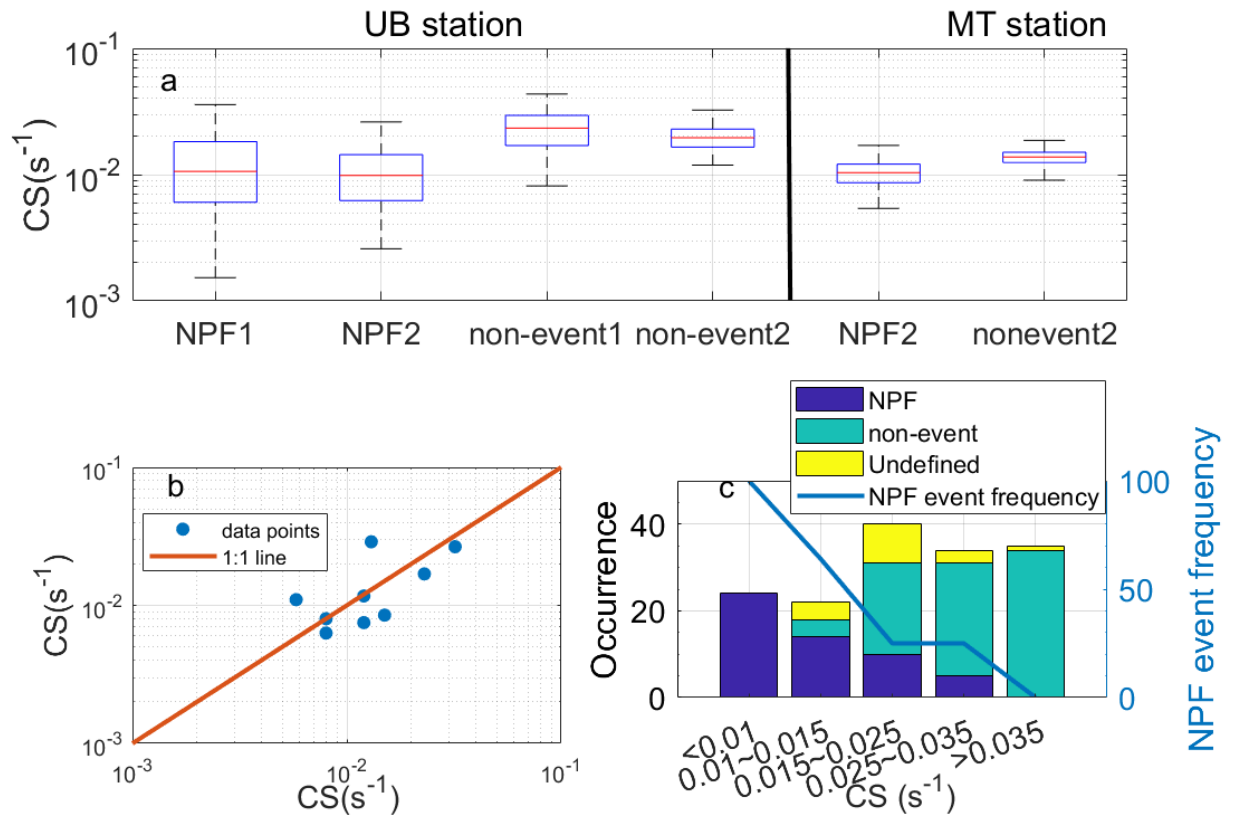 UB station
MT station
a
CS(s⁻¹)
10⁻¹
10⁻²
10⁻³
NPF1
NPF2
non-event1
non-event2
NPF2
nonevent2
b
CS(s⁻¹)
10⁻¹
10⁻²
10⁻³
data points
1:1 line
10⁻³
10⁻²
10⁻¹
CS(s⁻¹)
NPF
non-event
Undefined
NPF event frequency
c
Occurrence
40
20
0
100
50
0
NPF event frequency
<0.01
0.01~0.015
0.015~0.025
0.025~0.035
>0.035
CS (s⁻¹)